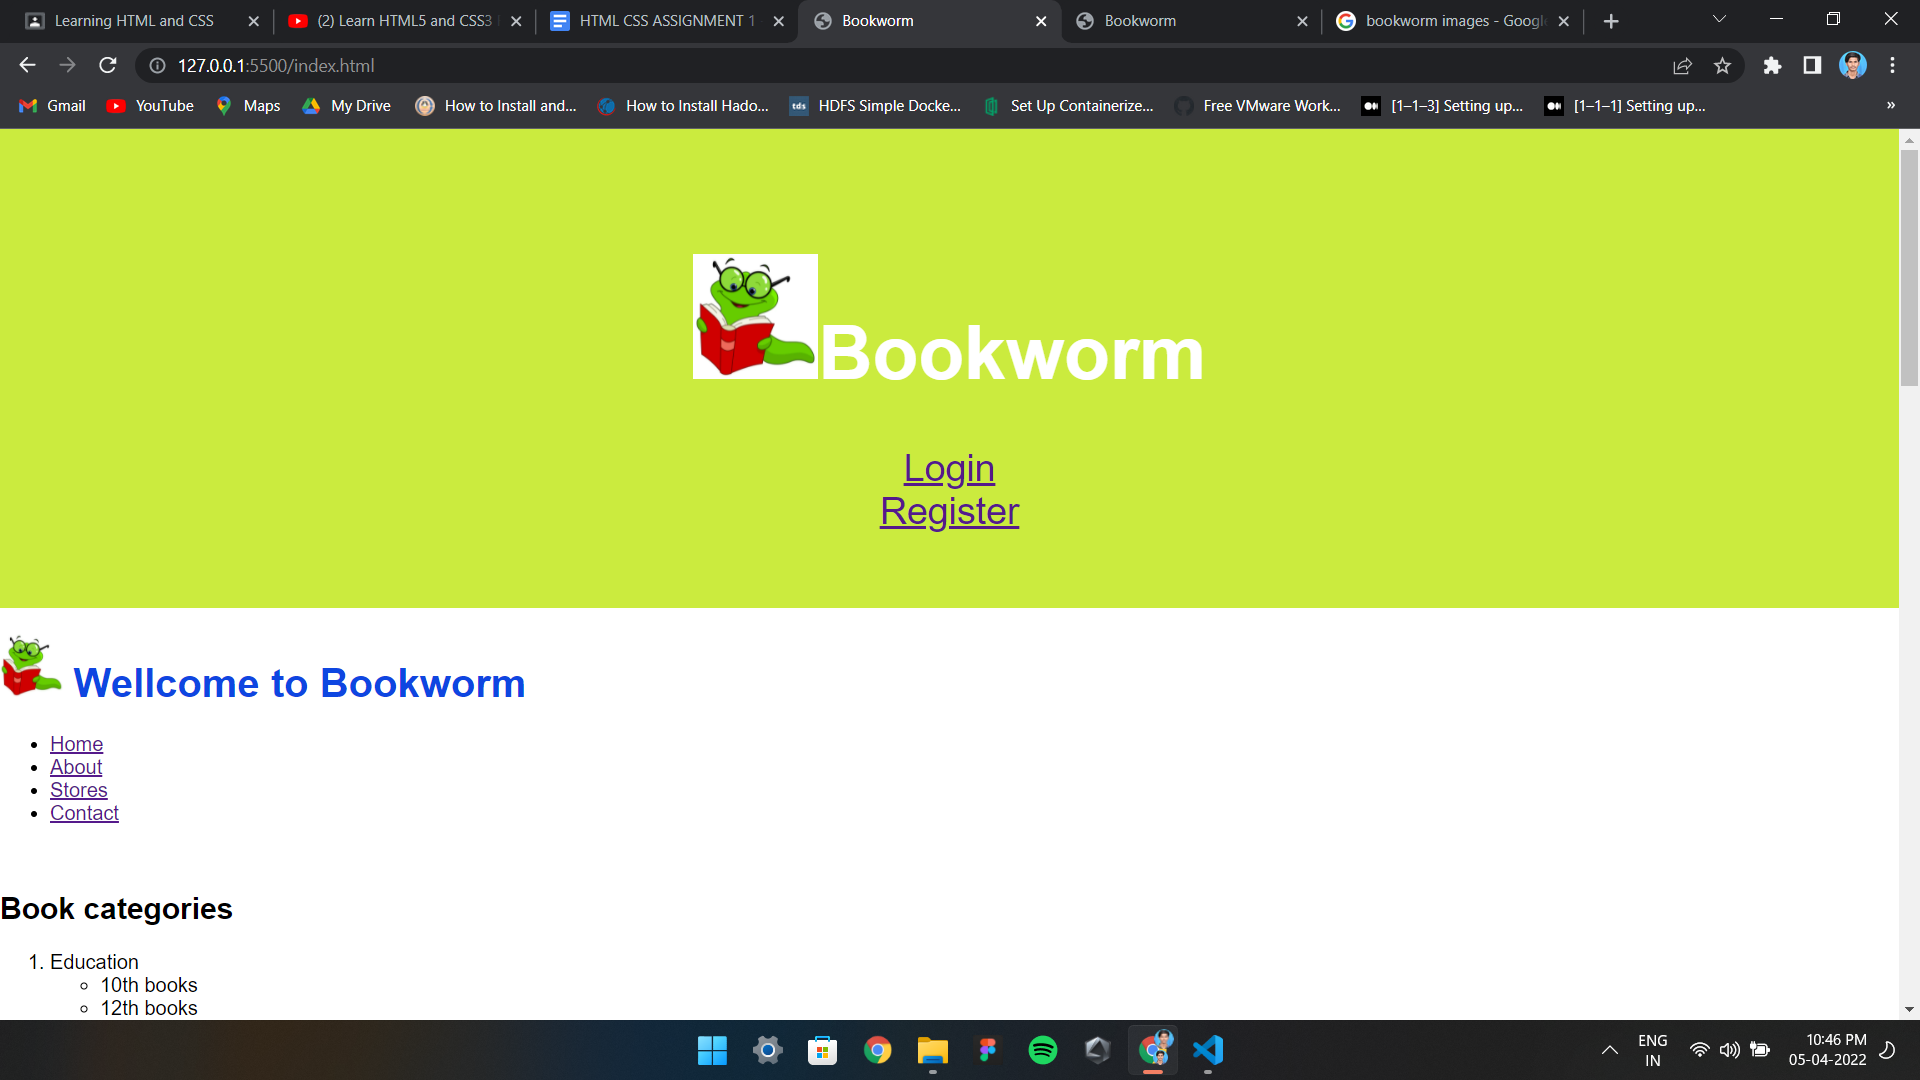 Learning HTML and CSS
(2) Learn HTML5 and CSS3
HTML CSS ASSIGNMENT 1
Bookworm
Bookworm
bookworm images - Google
127.0.0.1:5500/index.html
Gmail
YouTube
Maps
My Drive
How to Install and...
How to Install Hado...
tds HDFS Simple Docke...
Set Up Containerize...
Free VMware Work...
[1–1–3] Setting up...
[1–1–1] Setting up...
»
Bookworm
Login
Register
Wellcome to Bookworm
Home
About
Stores
Contact
Book categories
1. Education
10th books
12th books
ENG
IN
10:46 PM
05-04-2022